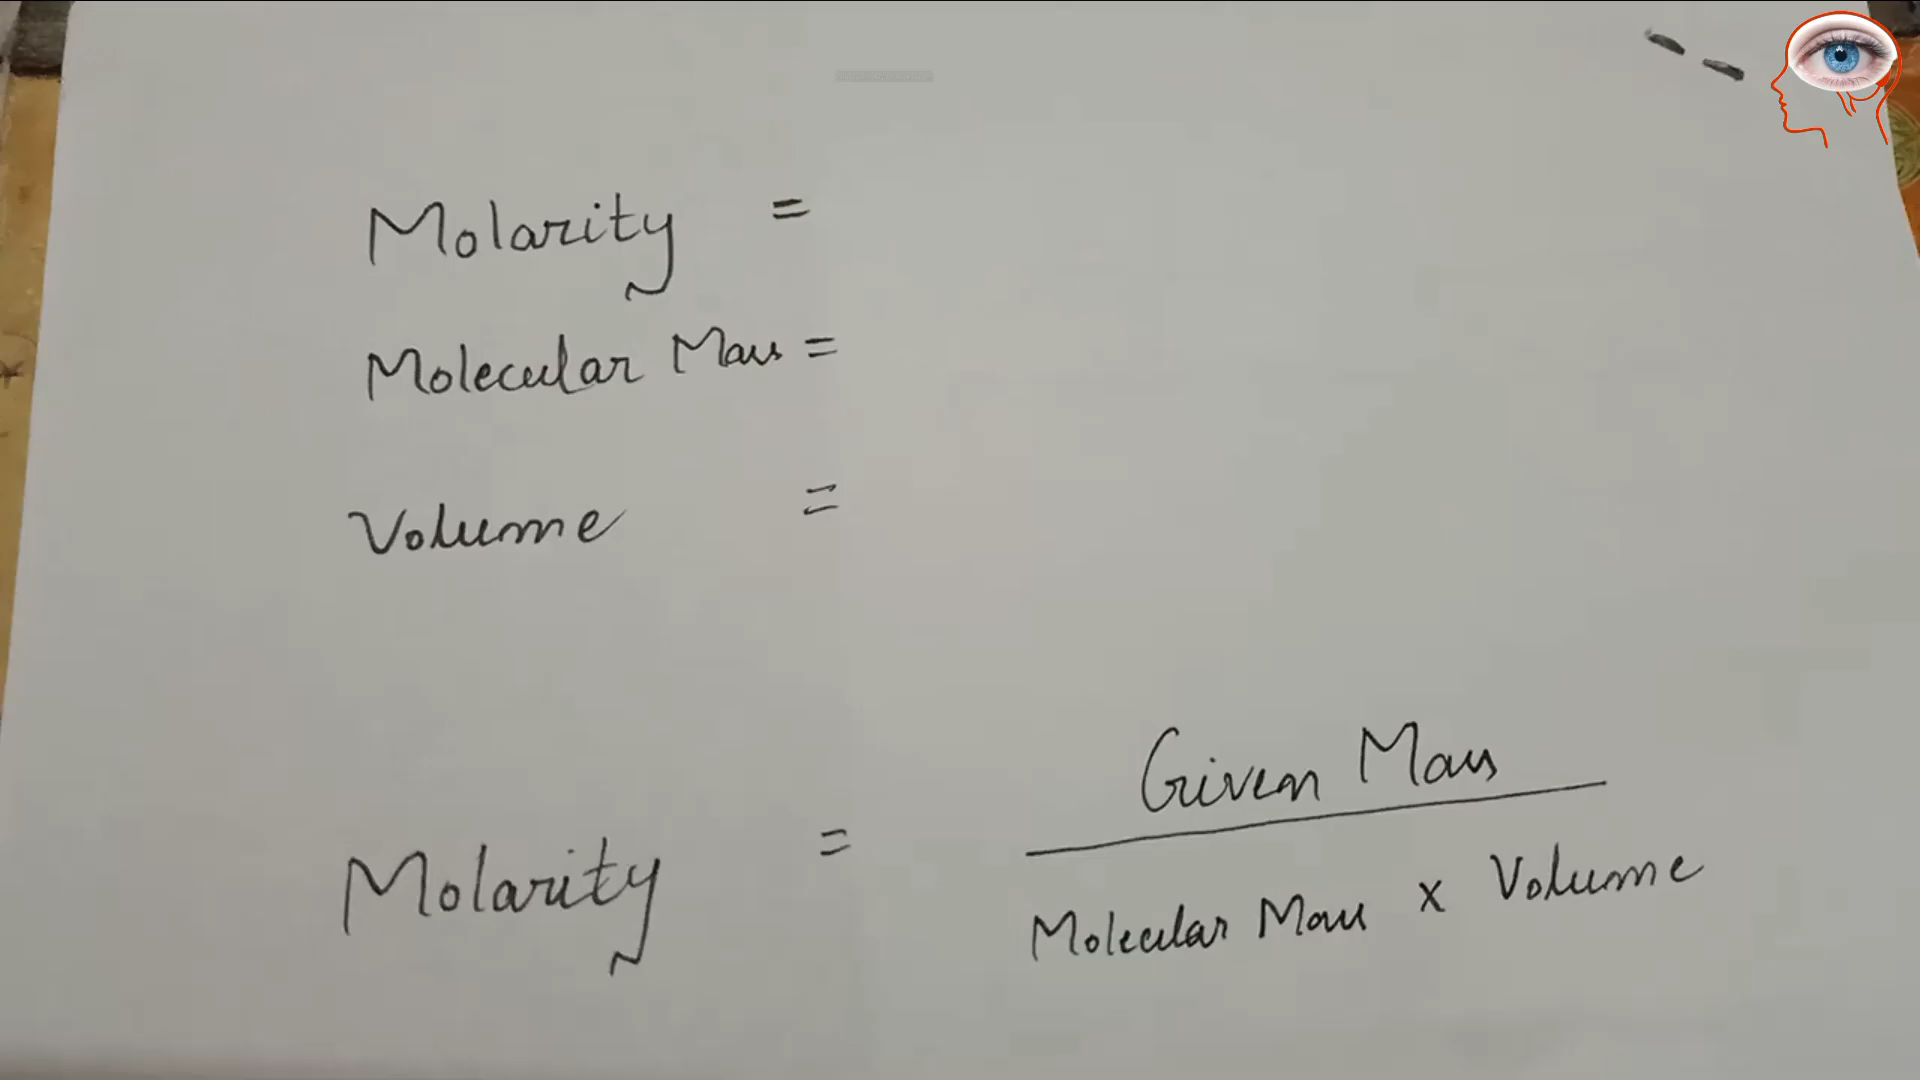 Molarity =
Molecular Mass =
Volume =
Molarity = Given Mass
Molecular Mass x Volume